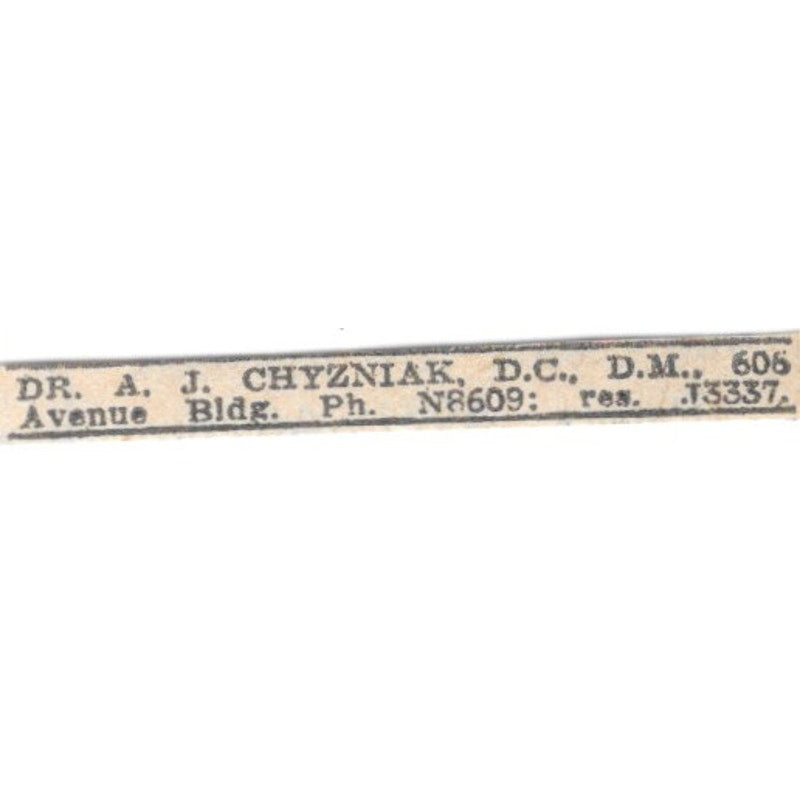 DR. A. J. CHYZNIAK, D.C., D.M., 606
Avenue Bldg. Ph. N8609; res. J3337.